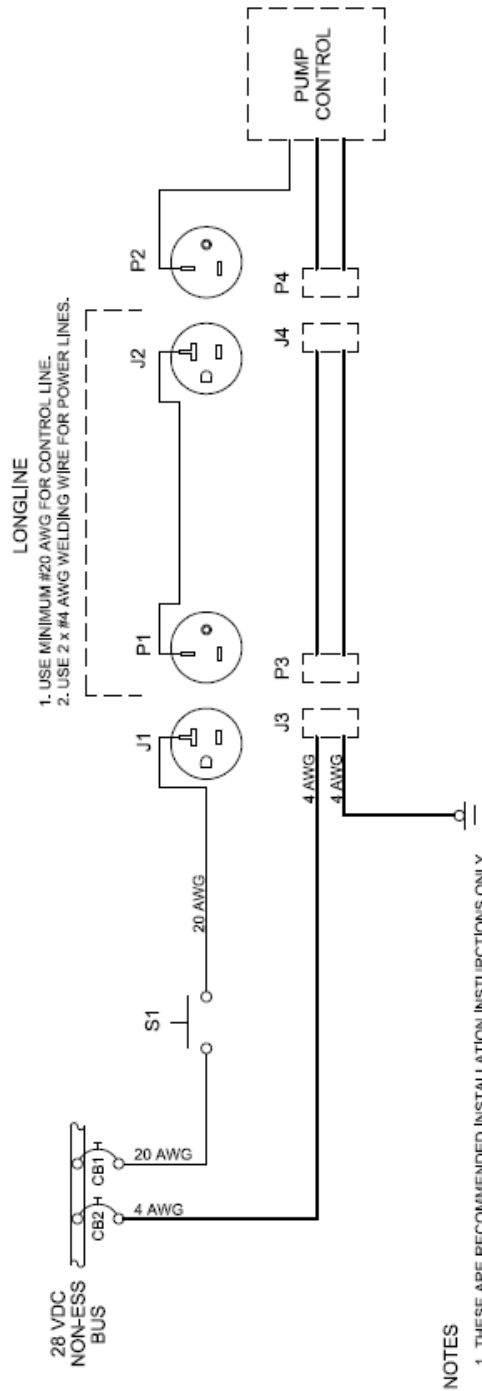 LONGLINE
1. USE MINIMUM #20 AWG FOR CONTROL LINE.
2. USE 2 x #4 AWG WELDING WIRE FOR POWER LINES.
28 VDC
NON-ESS
BUS
CB2
CB1
20 AWG
4 AWG
S1
20 AWG
J1
P1
J2
P2
4 AWG
4 AWG
J3
P3
J4
P4
PUMP
CONTROL
NOTES
1. THESE ARE RECOMMENDED INSTALLATION INSTURCTIONS ONLY